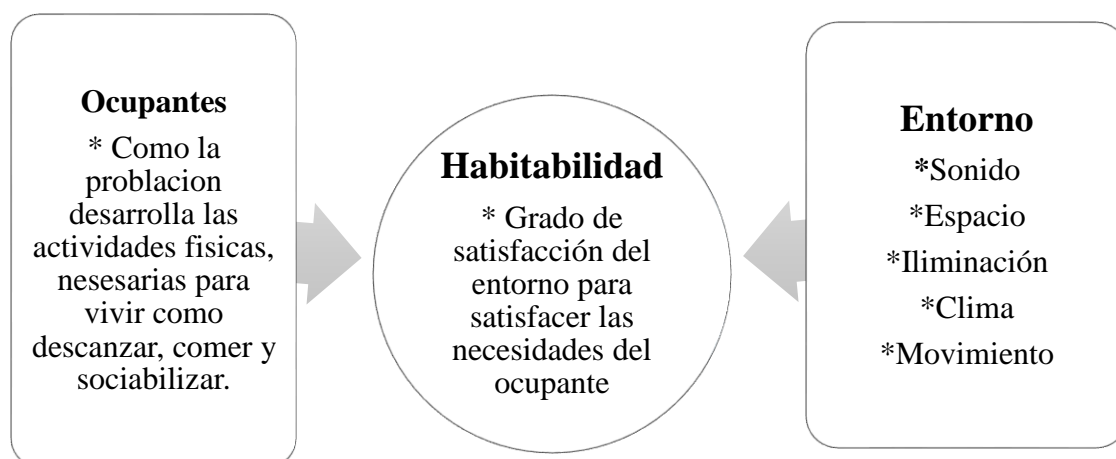 Ocupantes
* Como la
problacion
desarrolla las
actividades fisicas,
nesesarias para
vivir como
descanzar, comer y
sociabilizar.
Habitabilidad
* Grado de
satisfacción del
entorno para
satisfacer las
necesidades del
ocupante
Entorno
*Sonido
*Espacio
*Iliminación
*Clima
*Movimiento